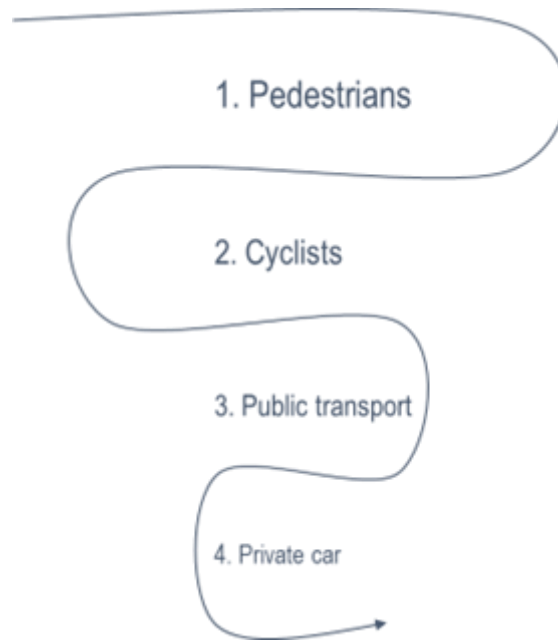 1. Pedestrians
2. Cyclists
3. Public transport
4. Private car